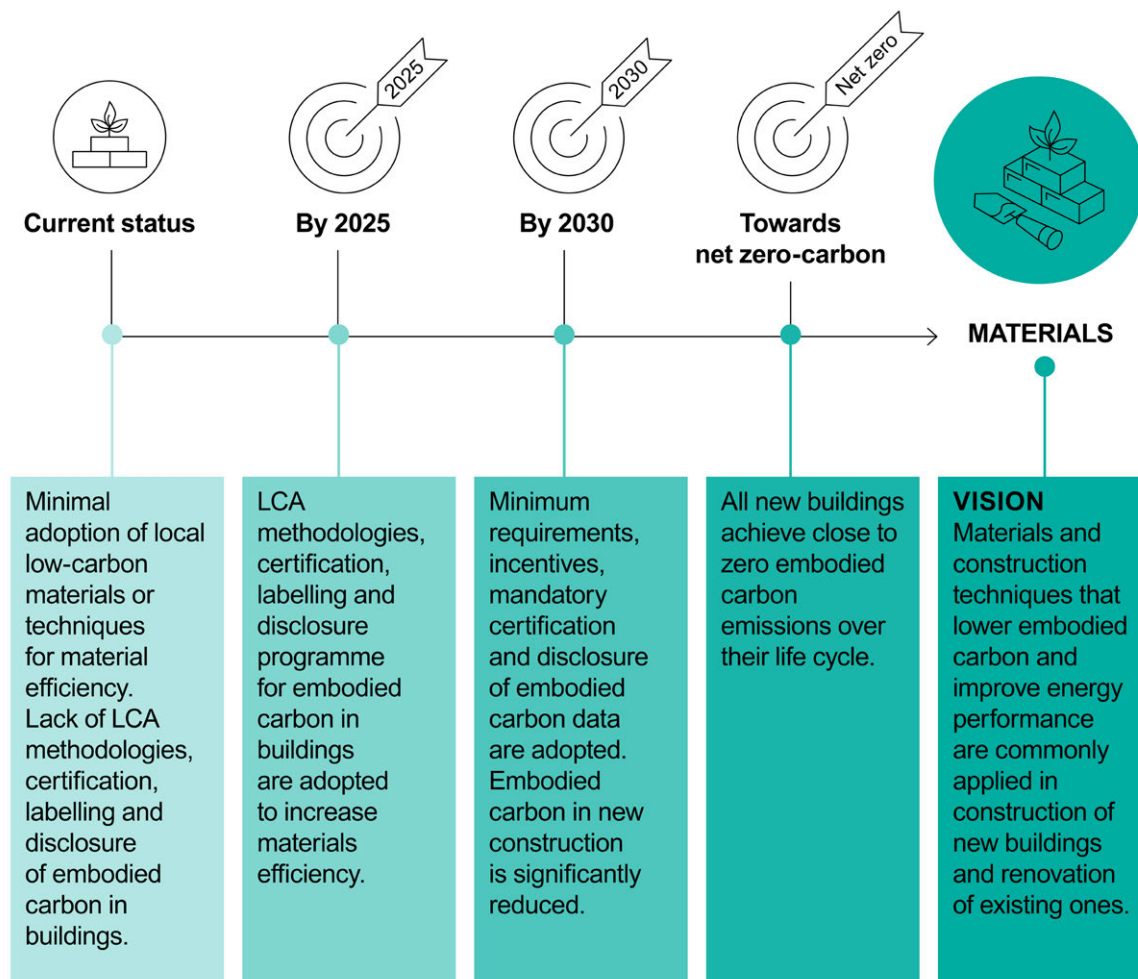 2025
2030
Net zero
Current status
By 2025
By 2030
Towards
net zero-carbon
MATERIALS
Minimal
adoption of local
low-carbon
materials or
techniques
for material
efficiency.
Lack of LCA
methodologies,
certification,
labelling and
disclosure
of embodied
carbon in
buildings.
LCA
methodologies,
certification,
labelling and
disclosure
programme
for embodied
carbon in
buildings
are adopted
to increase
materials
efficiency.
Minimum
requirements,
incentives,
mandatory
certification
and disclosure
of embodied
carbon data
are adopted.
Embodied
carbon in new
construction
is significantly
reduced.
All new buildings
achieve close to
zero embodied
carbon
emissions over
their life cycle.
VISION
Materials and
construction
techniques that
lower embodied
carbon and
improve energy
performance
are commonly
applied in
construction of
new buildings
and renovation
of existing ones.